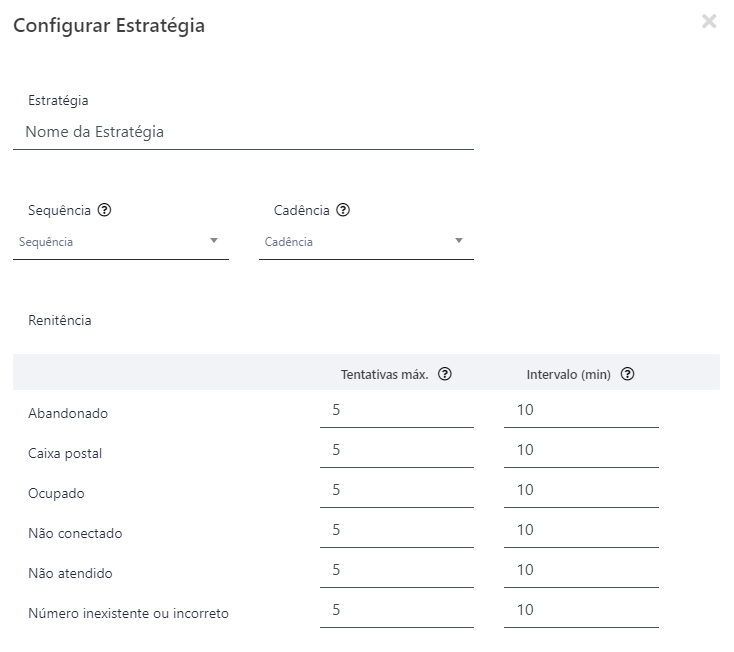 Configurar Estratégia
Estratégia
Nome da Estratégia
Sequência Cadência
Sequência Cadência
Renitência
Tentativas máx. Intervalo (min)
Abandonado 5 10
Caixa postal 5 10
Ocupado 5 10
Não conectado 5 10
Não atendido 5 10
Número inexistente ou incorreto 5 10